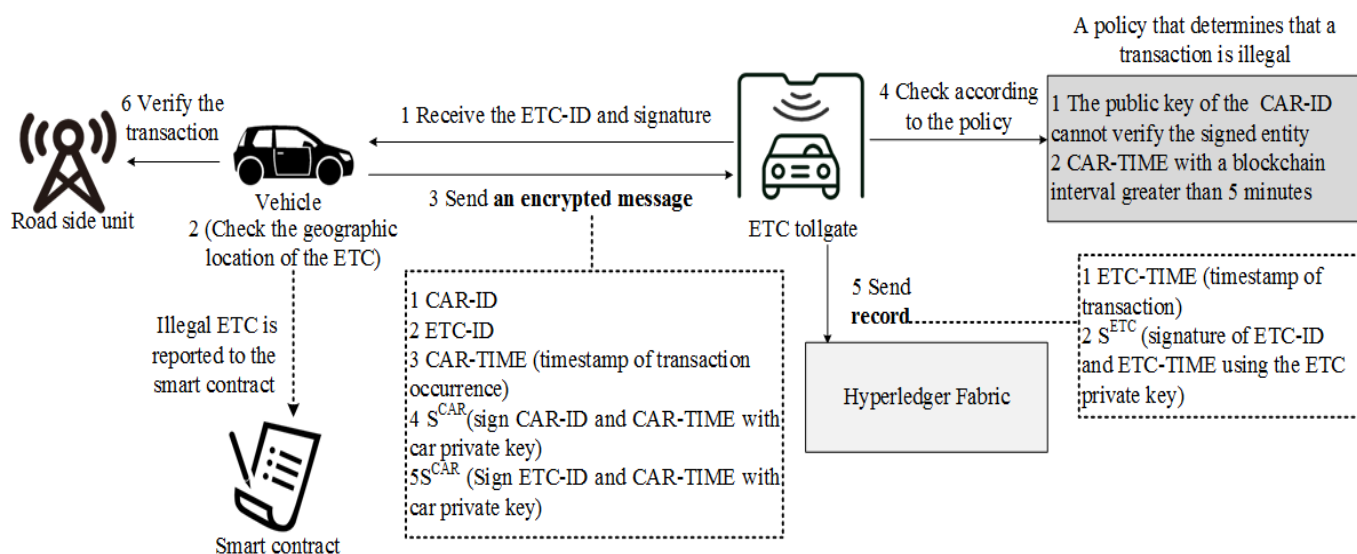 A policy that determines that a
transaction is illegal
6 Verify the
transaction
Road side unit
Vehicle
2 (Check the geographic
location of the ETC)
1 Receive the ETC-ID and signature
3 Send an encrypted message
ETC tollgate
4 Check according
to the policy
1 The public key of the CAR-ID
cannot verify the signed entity
2 CAR-TIME with a blockchain
interval greater than 5 minutes
Illegal ETC is
reported to the
smart contract
Smart contract
1 CAR-ID
2 ETC-ID
3 CAR-TIME (timestamp of transaction
occurrence)
4 S^CAR(sign CAR-ID and CAR-TIME with
car private key)
5S^CAR (Sign ETC-ID and CAR-TIME with
car private key)
5 Send
record
Hyperledger Fabric
1 ETC-TIME (timestamp of
transaction)
2 S^ETC (signature of ETC-ID
and ETC-TIME using the ETC
private key)